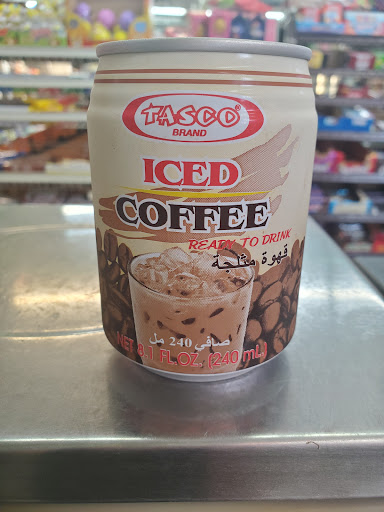 TASCO®
BRAND
ICED
COFFEE
READY TO DRINK
قهوة مثلجة
صافي 240 مل
NET 8.1 FL.OZ. (240 mL)